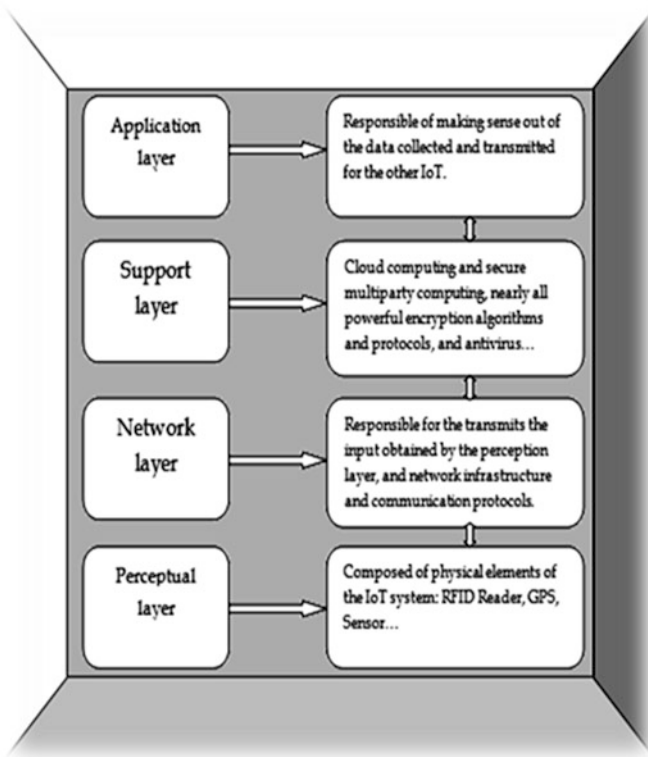 Application
layer
Responsible of making sense out of
the data collected and transmitted
for the other IoT.
Support
layer
Cloud computing and secure
multiparty computing, nearly all
powerful encryption algorithms
and protocols, and antivirus...
Network
layer
Responsible for the transmits the
input obtained by the perception
layer, and network infrastructure
and communication protocols.
Perceptual
layer
Composed of physical elements of
the IoT system: RFID Reader, GPS,
Sensor...